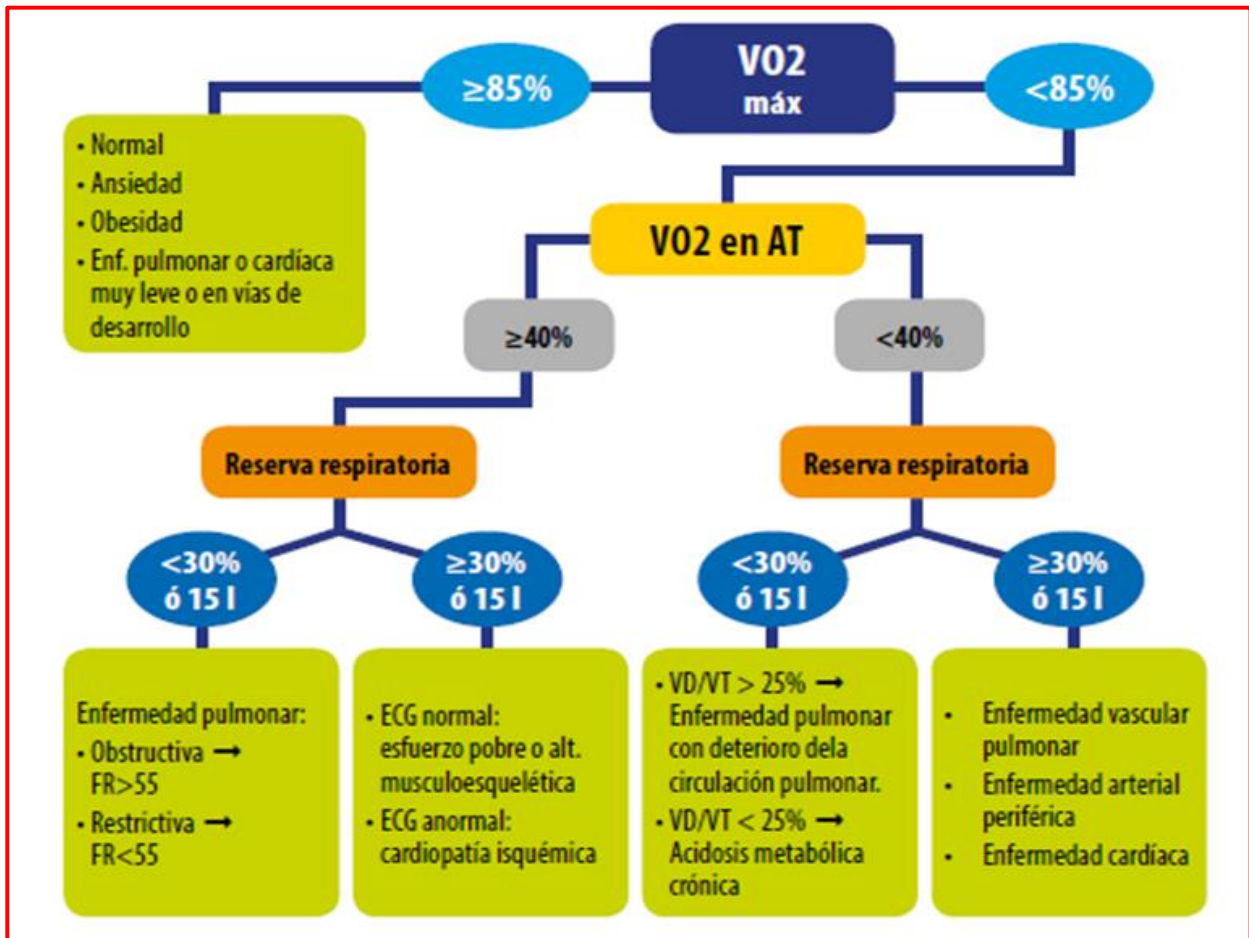 VO2
máx
≥85%
<85%
• Normal
• Ansiedad
• Obesidad
• Enf. pulmonar o cardíaca
muy leve o en vías de
desarrollo
VO2 en AT
≥40%
<40%
Reserva respiratoria
Reserva respiratoria
<30%
ó 15 l
≥30%
ó 15 l
<30%
ó 15 l
≥30%
ó 15 l
Enfermedad pulmonar:
• Obstructiva →
FR>55
• Restrictiva →
FR<55
• ECG normal:
esfuerzo pobre o alt.
musculoesquelética
• ECG anormal:
cardiopatía isquémica
• VD/VT > 25% →
Enfermedad pulmonar
con deterioro dela
circulación pulmonar.
• VD/VT < 25% →
Acidosis metabólica
crónica
• Enfermedad vascular
pulmonar
• Enfermedad arterial
periférica
• Enfermedad cardíaca